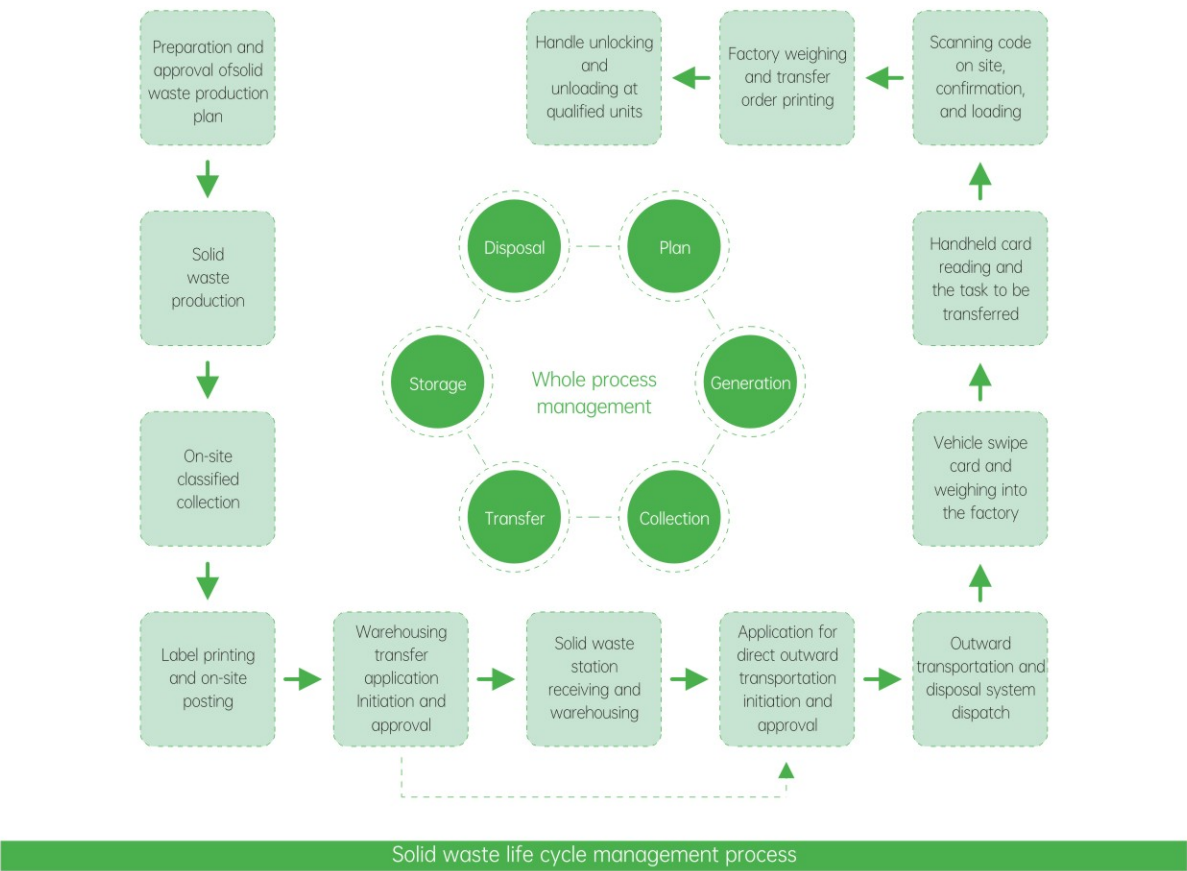 Preparation and
approval ofsolid
waste production
plan
Solid
waste
production
On-site
classified
collection
Label printing
and on-site
posting
Warehousing
transfer
application
Initiation and
approval
Solid waste
station
receiving and
warehousing
Application for
direct outward
transportation
initiation and
approval
Outward
transportation and
disposal system
dispatch
Vehicle swipe
card and
weighing into
the factory
Handheld card
reading and
the task to be
transferred
Scanning code
on site,
confirmation,
and loading
Factory weighing
and transfer
order printing
Handle unlocking
and
unloading at
qualified units
Whole process
management
Plan
Generation
Collection
Transfer
Storage
Disposal
Solid waste life cycle management process